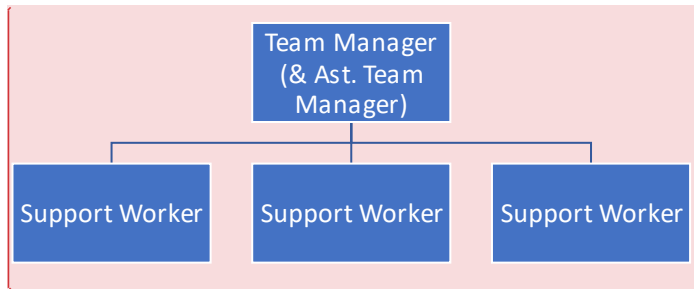 Team Manager
(& Ast. Team
Manager)
Support Worker
Support Worker
Support Worker